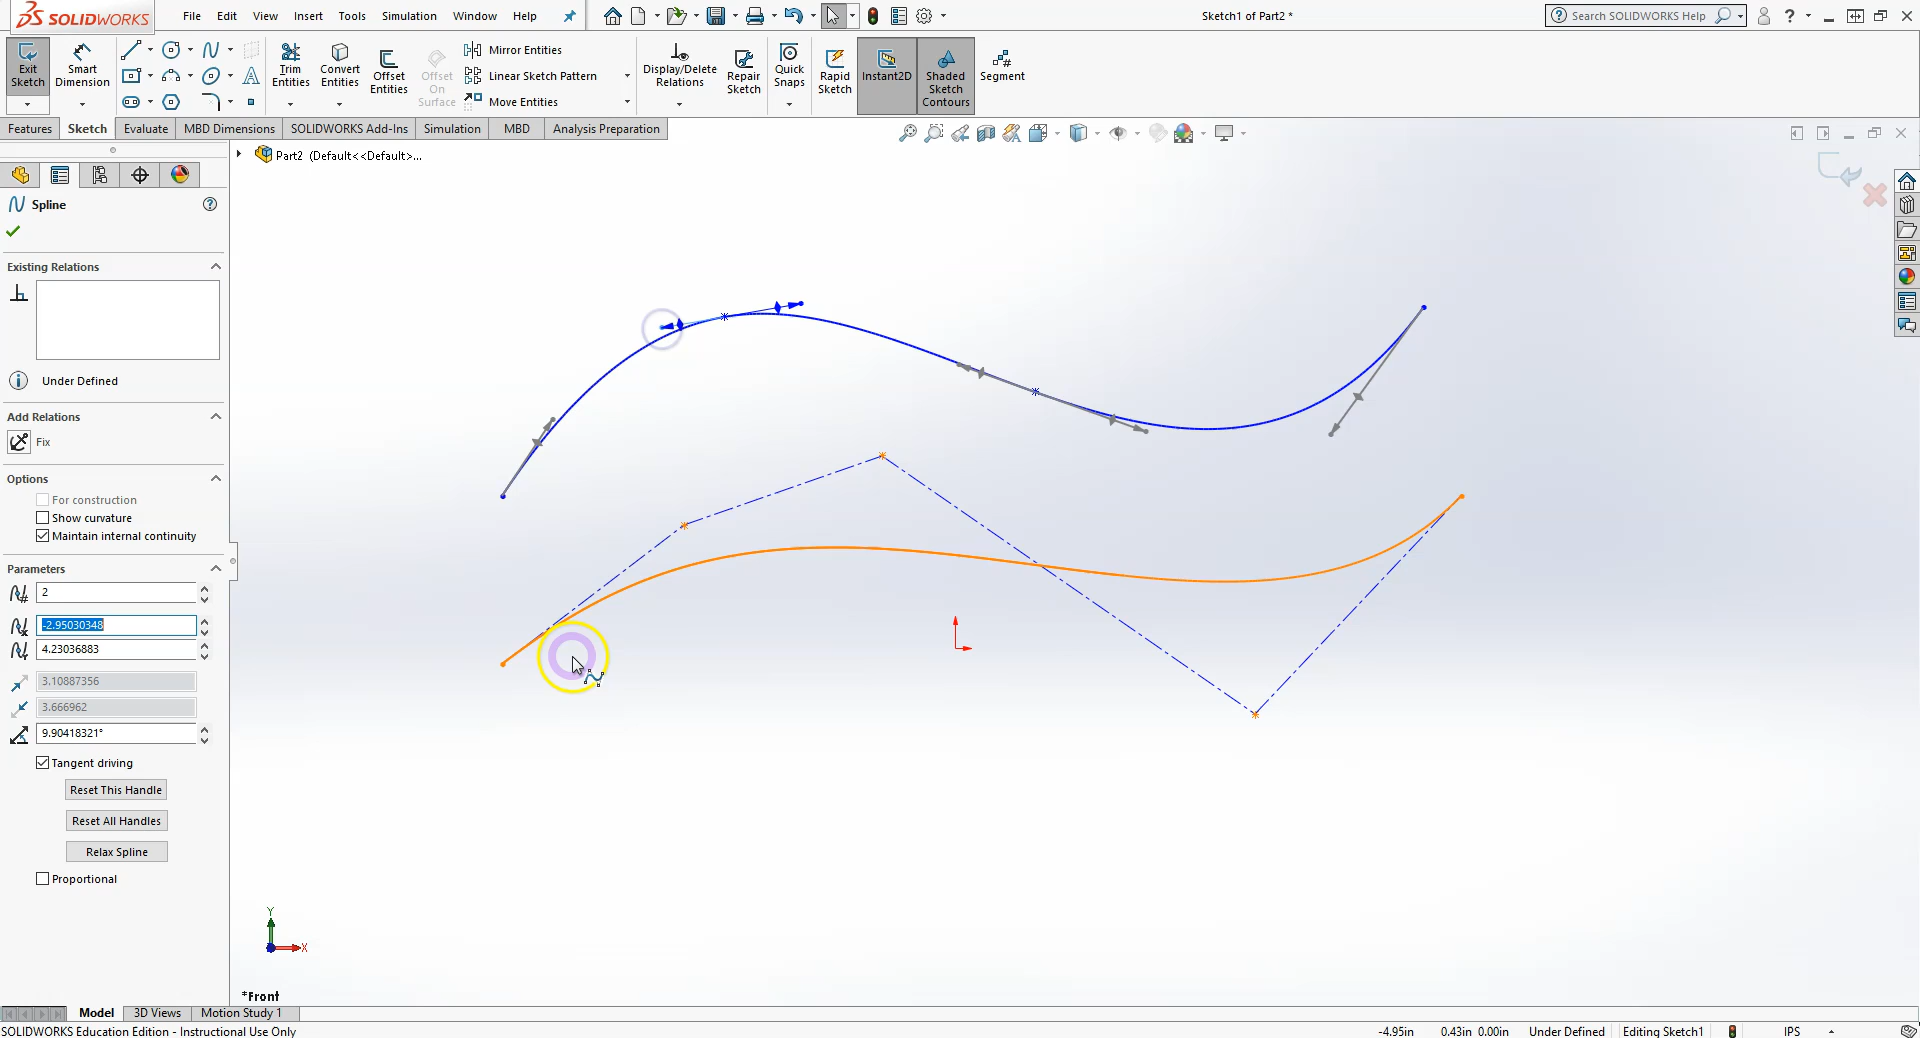 SOLIDWORKS
File Edit View Insert Tools Simulation Window Help
Sketch1 of Part2 *
Search SOLIDWORKS Help
Exit Sketch
Smart Dimension
Trim Entities
Convert Entities
Offset Entities
Offset On Surface
Mirror Entities
Linear Sketch Pattern
Move Entities
Display/Delete Relations
Repair Sketch
Quick Snaps
Rapid Sketch
Instant2D
Shaded Sketch Contours
Segment
Features Sketch Evaluate MBD Dimensions SOLIDWORKS Add-Ins Simulation MBD Analysis Preparation
Part2 (Default<<Default>...
Spline
Existing Relations
Under Defined
Add Relations
Fix
Options
For construction
Show curvature
Maintain internal continuity
Parameters
2
-2.95030348
4.23036883
3.10887356
3.666962
9.90418321°
Tangent driving
Reset This Handle
Reset All Handles
Relax Spline
Proportional
Y
X
*Front
Model 3D Views Motion Study 1
SOLIDWORKS Education Edition - Instructional Use Only
-4.95in 0.43in 0.00in Under Defined Editing Sketch1 IPS